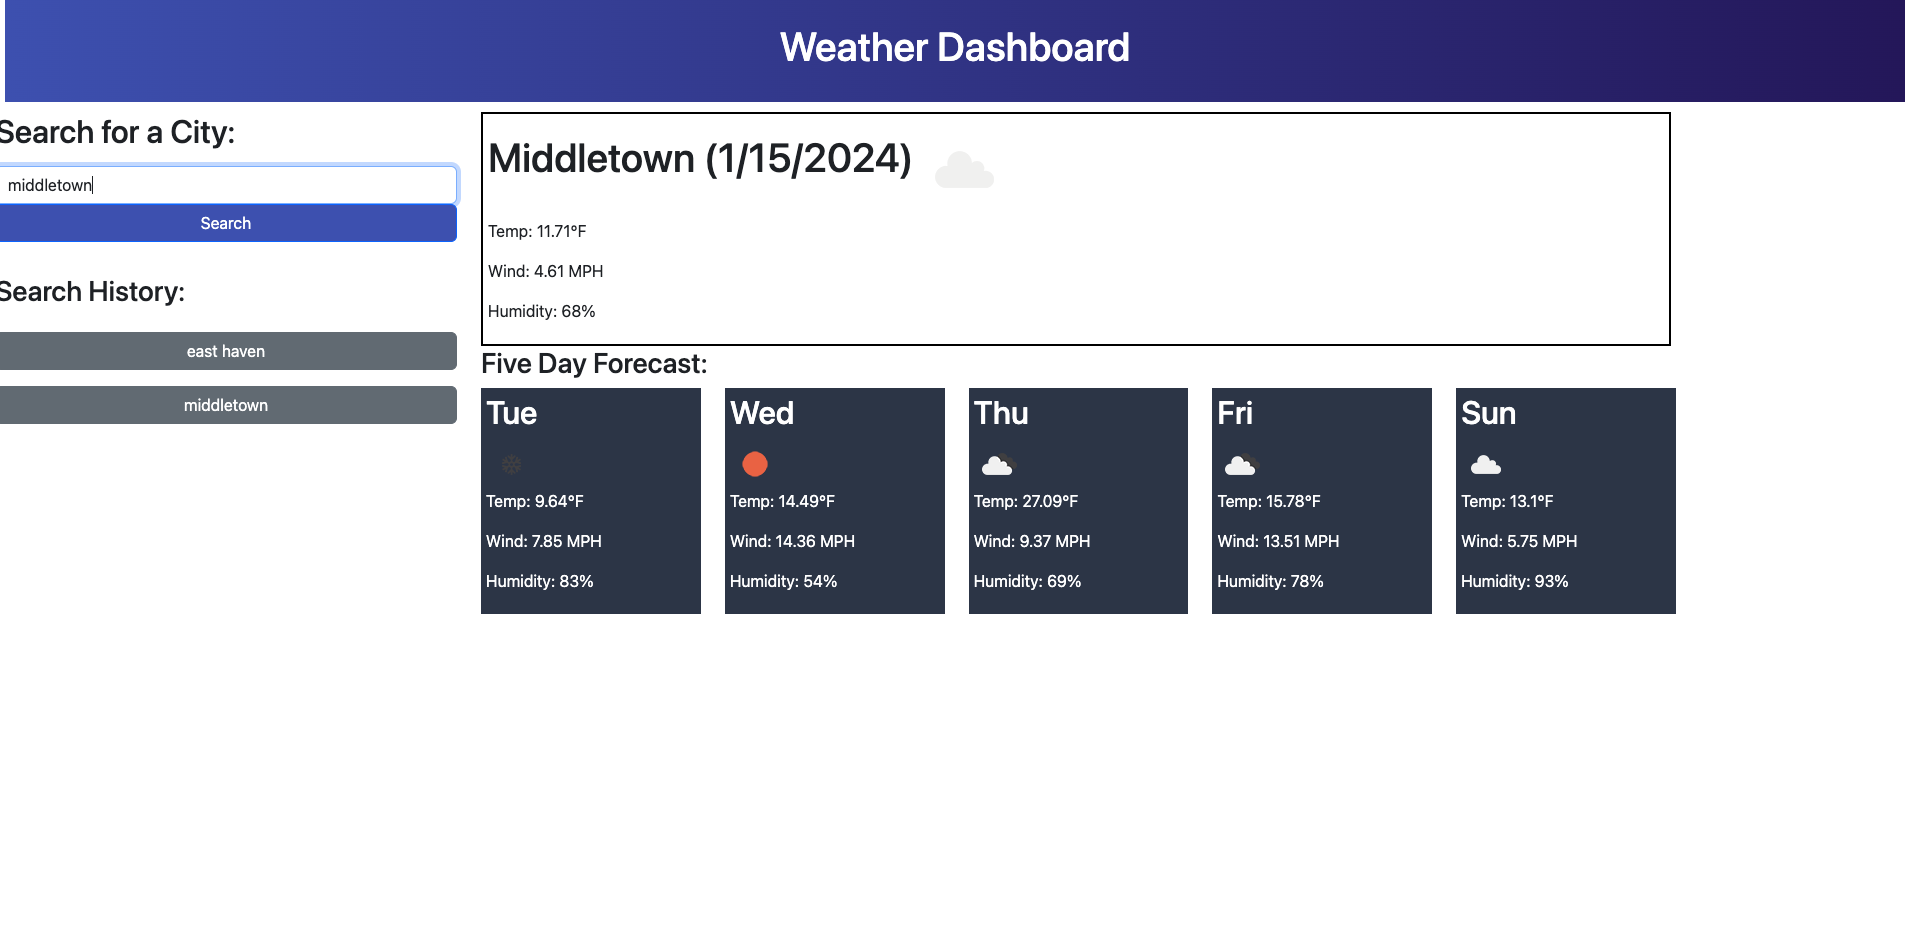 Weather Dashboard
Search for a City:
middletown
Search
Search History:
east haven
middletown
Middletown (1/15/2024)
Temp: 11.71°F
Wind: 4.61 MPH
Humidity: 68%
Five Day Forecast:
Tue
Temp: 9.64°F
Wind: 7.85 MPH
Humidity: 83%
Wed
Temp: 14.49°F
Wind: 14.36 MPH
Humidity: 54%
Thu
Temp: 27.09°F
Wind: 9.37 MPH
Humidity: 69%
Fri
Temp: 15.78°F
Wind: 13.51 MPH
Humidity: 78%
Sun
Temp: 13.1°F
Wind: 5.75 MPH
Humidity: 93%